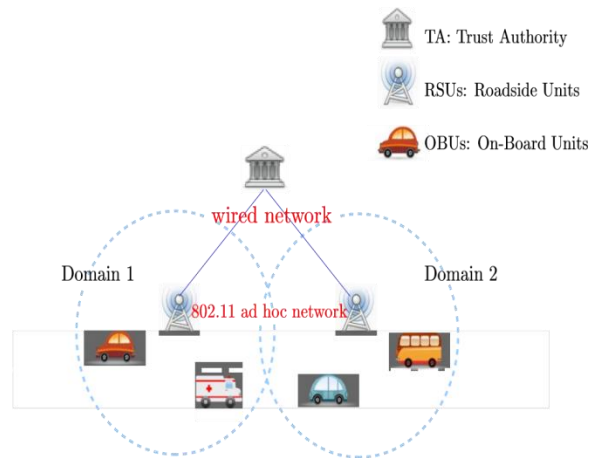 TA: Trust Authority
RSUs: Roadside Units
OBUs: On-Board Units
wired network
Domain 1
Domain 2
802.11 ad hoc network